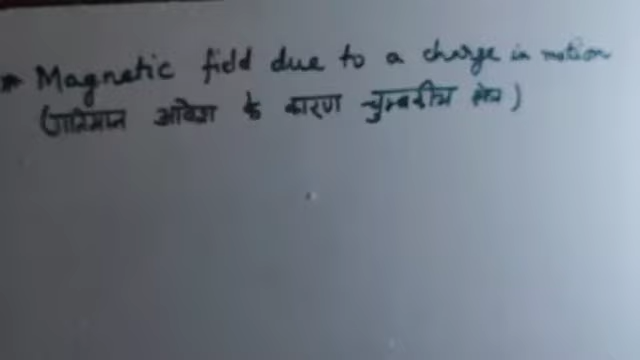 Magnetic field due to a charge in motion
(गतिमान आवेश के कारण चुम्बकीय क्षेत्र)